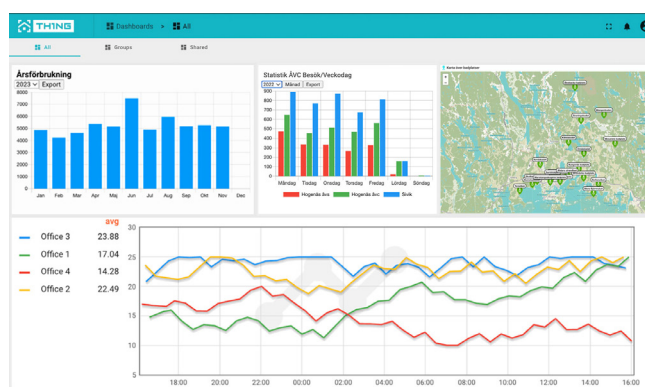 TH1NG
Dashboards ▸ All
All
Groups
Shared
Årsförbrukning
2023 Export
8000
7000
6000
5000
4000
3000
2000
1000
0
Jan Feb Mar Apr Maj Jun Jul Aug Sep Okt Nov Dec
Statistik ÅVC Besök/Veckodag
2022 Månad Export
900
800
700
600
500
400
300
200
100
0
Måndag Tisdag Onsdag Torsdag Fredag Lördag Söndag
Hogenäs åvc Hogenäs åvc Sivik
Karta över
avg
Office 3 23.88
Office 1 17.04
Office 4 14.28
Office 2 22.49
30
25
20
15
10
5
18:00 20:00 22:00 00:00 02:00 04:00 06:00 08:00 10:00 12:00 14:00 16:00